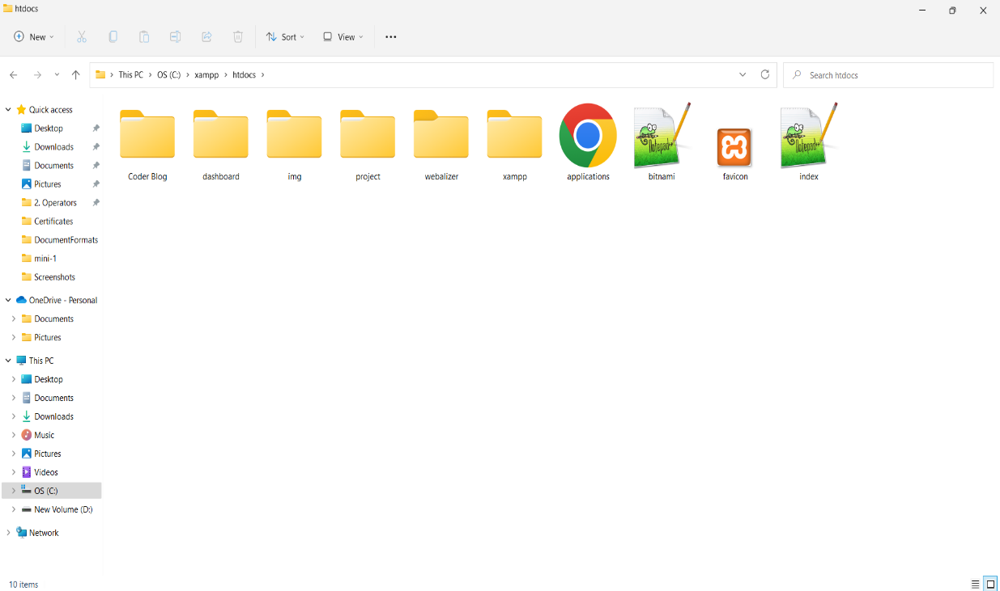 htdocs
New
Sort
View
This PC
OS (C:)
xampp
htdocs
Search htdocs
Quick access
Desktop
Downloads
Documents
Pictures
2. Operators
Certificates
DocumentFormats
mini-1
Screenshots
OneDrive - Personal
Documents
Pictures
This PC
Desktop
Documents
Downloads
Music
Pictures
Videos
OS (C:)
New Volume (D:)
Network
Coder Blog
dashboard
img
project
webalizer
xampp
applications
Notepad++
bitnami
favicon
Notepad++
index
10 items